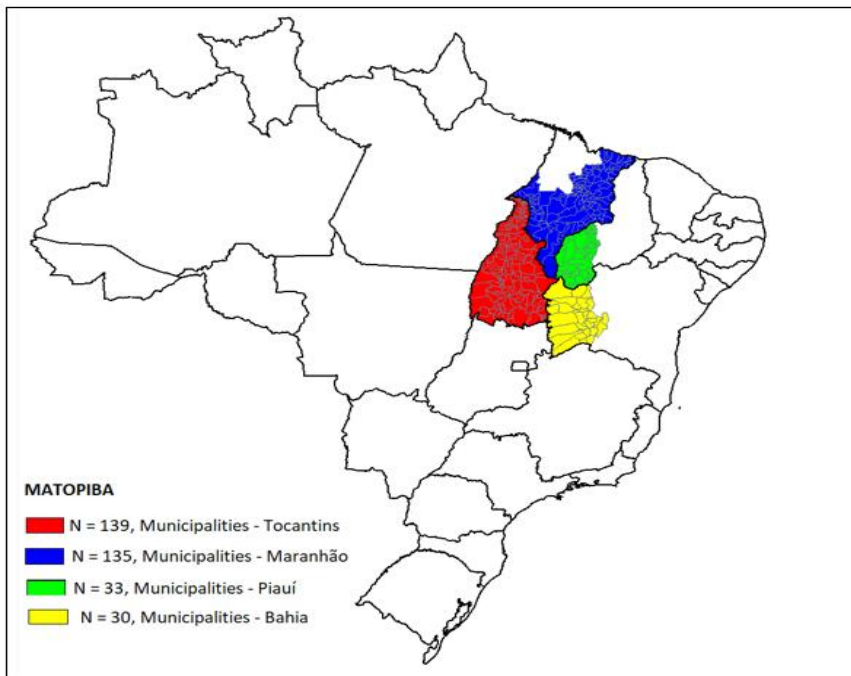 MATOPIBA
N = 139, Municipalities - Tocantins
N = 135, Municipalities - Maranhão
N = 33, Municipalities - Piauí
N = 30, Municipalities - Bahia